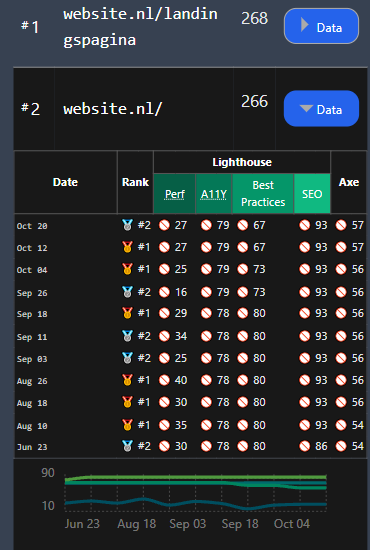 #1 website.nl/landin 268 Data
gspagina
#2 website.nl/ 266 Data
Lighthouse
Date Rank Perf A11Y Best Practices SEO Axe
Oct 20 #2 27 79 67 93 57
Oct 12 #1 27 79 67 93 57
Oct 04 #1 25 79 73 93 56
Sep 26 #2 16 79 73 93 56
Sep 18 #1 29 78 80 93 56
Sep 11 #2 34 78 80 93 56
Sep 03 #2 25 78 80 93 56
Aug 26 #1 40 78 80 93 56
Aug 18 #1 30 78 80 93 56
Aug 10 #1 35 78 80 93 54
Jun 23 #2 30 78 80 86 54
90
10
Jun 23 Aug 18 Sep 03 Sep 18 Oct 04